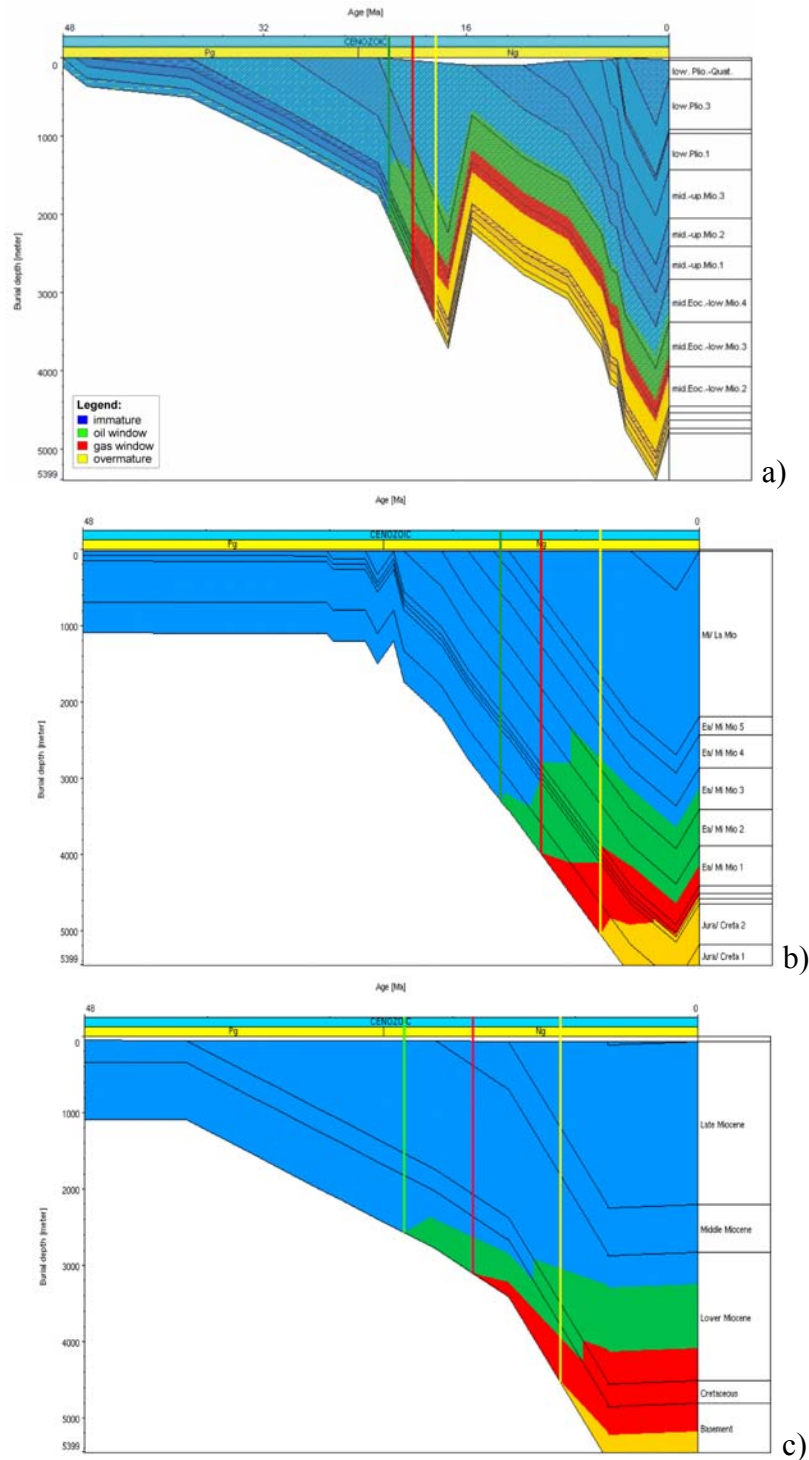 Age [Ma]
48 32 16 0
CENOZOIC
Pg Ng
Burial depth [meter]
0
1000
2000
3000
4000
5000
5399
low. Plio.-Quat.
low.Plio.3
low.Plio.1
mid.-up.Mio.3
mid.-up.Mio.2
mid.-up.Mio.1
mid.Eoc.-low.Mio.4
mid.Eoc.-low.Mio.3
mid.Eoc.-low.Mio.2
Legend:
immature
oil window
gas window
overmature
a)
Age [Ma]
48 0
CENOZOIC
Pg Ng
Burial depth [meter]
0
1000
2000
3000
4000
5000
5399
Mi/ La Mio
Ea/ Mi Mio 5
Ea/ Mi Mio 4
Ea/ Mi Mio 3
Ea/ Mi Mio 2
Ea/ Mi Mio 1
Jura/ Creta 2
Jura/ Creta 1
b)
Age [Ma]
48 0
CENOZOIC
Pg Ng
Burial depth [meter]
0
1000
2000
3000
4000
5000
5399
Late Miocene
Middle Miocene
Lower Miocene
Cretaceous
Basement
c)